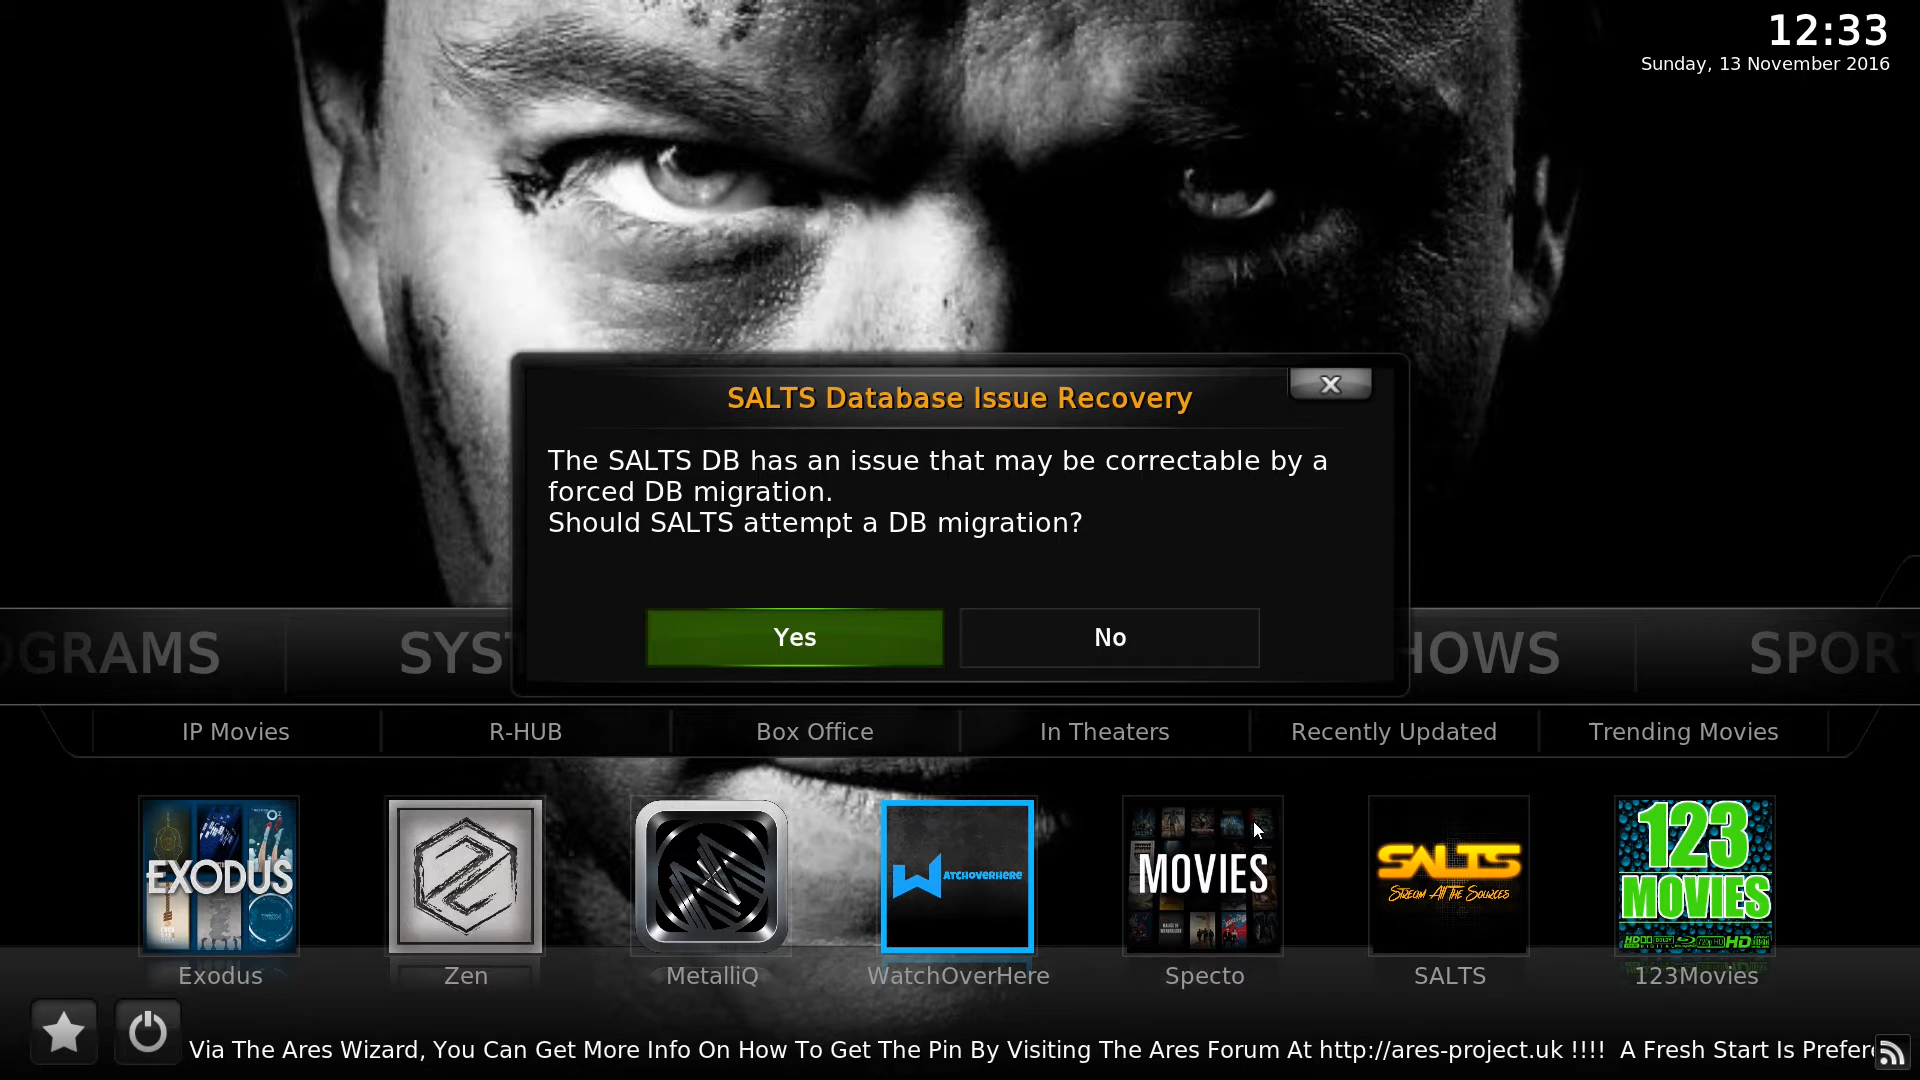 12:33
Sunday, 13 November 2016
SALTS Database Issue Recovery
X
The SALTS DB has an issue that may be correctable by a
forced DB migration.
Should SALTS attempt a DB migration?
Yes
No
OGRAMS
SYST
HOWS
SPORT
IP Movies
R-HUB
Box Office
In Theaters
Recently Updated
Trending Movies
EXODUS
WATCHOVERHERE
MOVIES
SALTS
Stream All The Sources
123
MOVIES
Exodus
Zen
MetalliQ
WatchOverHere
Specto
SALTS
123Movies
Via The Ares Wizard, You Can Get More Info On How To Get The Pin By Visiting The Ares Forum At http://ares-project.uk !!!!  A Fresh Start Is Prefere